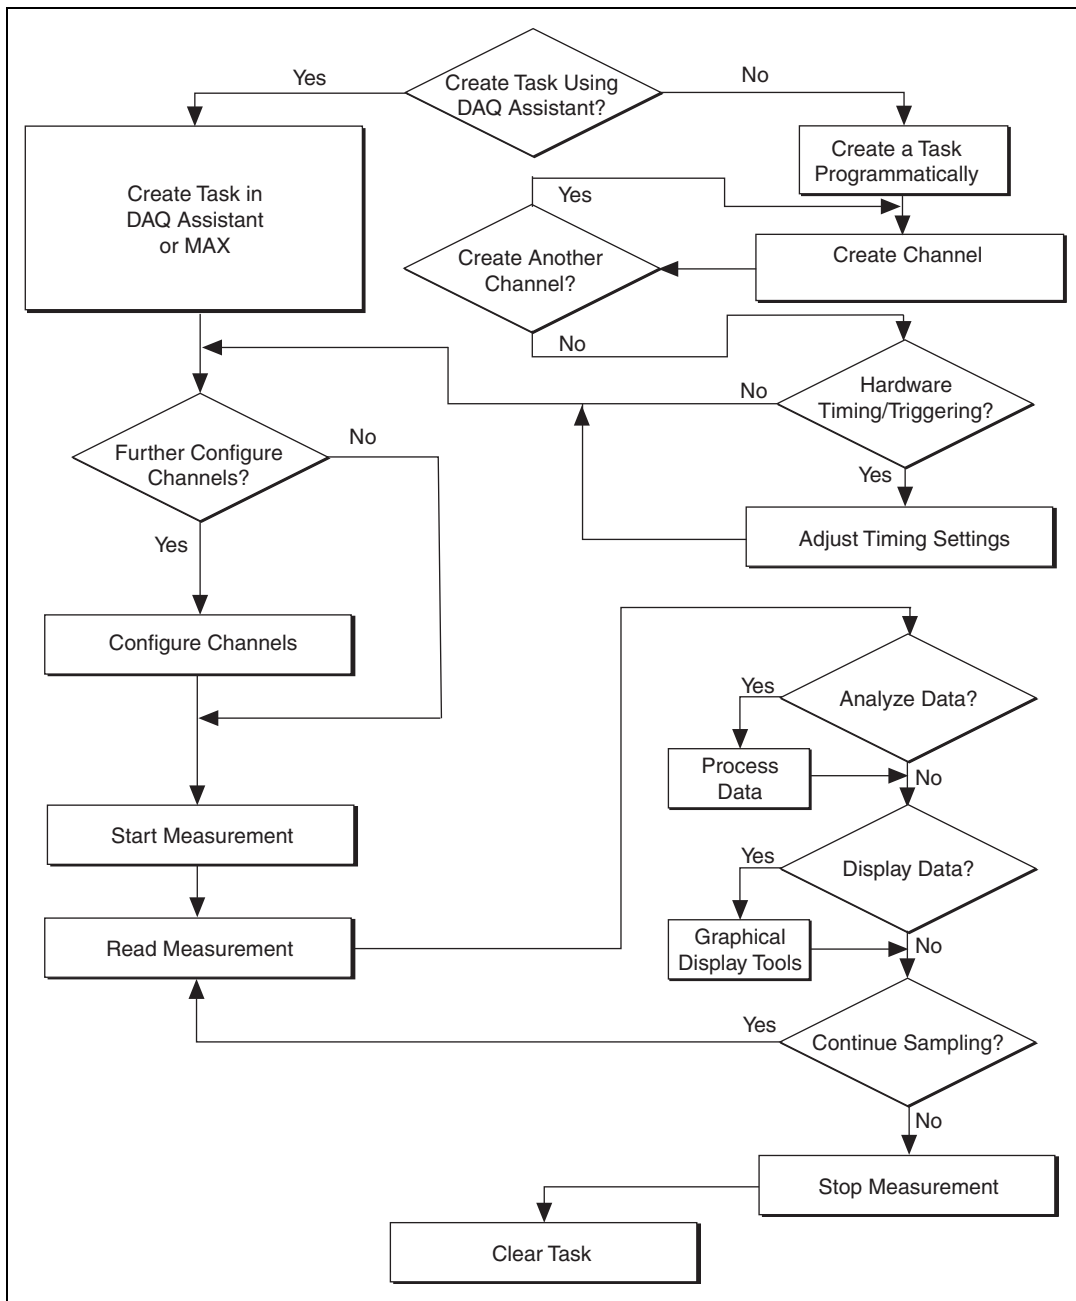 Create Task Using
DAQ Assistant?
Yes
No
Create Task in
DAQ Assistant
or MAX
Create a Task
Programmatically
Yes
Create Another
Channel?
Create Channel
No
Hardware
Timing/Triggering?
No
Yes
Adjust Timing Settings
Further Configure
Channels?
No
Yes
Configure Channels
Start Measurement
Read Measurement
Analyze Data?
Yes
Process
Data
No
Display Data?
Yes
Graphical
Display Tools
No
Continue Sampling?
Yes
No
Stop Measurement
Clear Task